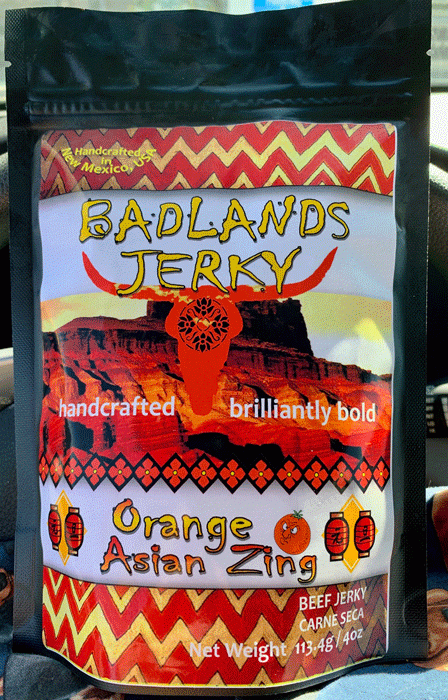 Handcrafted
in
New Mexico, USA
BADLANDS
JERKY
handcrafted brilliantly bold
Orange
Asian Zing
BEEF JERKY
CARNE SECA
Net Weight 113.4g / 4oz